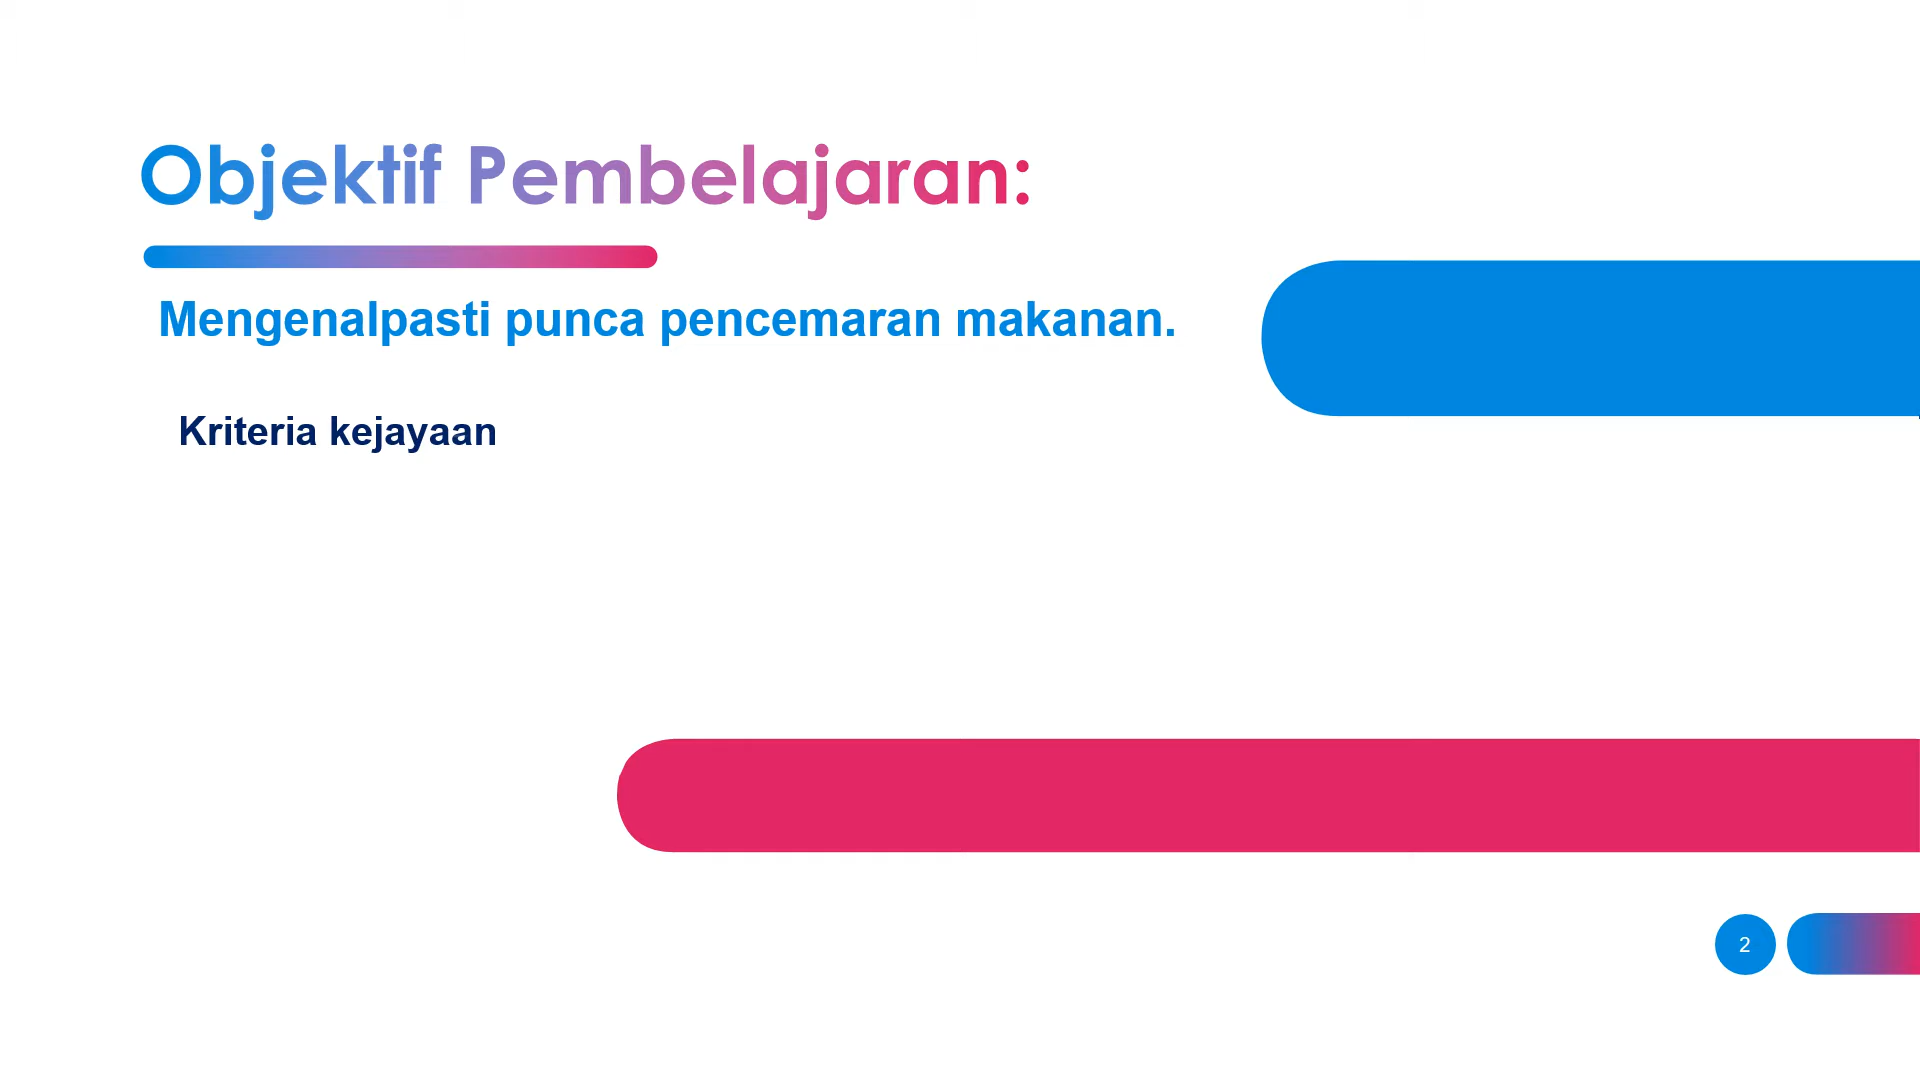 Objektif Pembelajaran:
Mengenalpasti punca pencemaran makanan.
Kriteria kejayaan
2